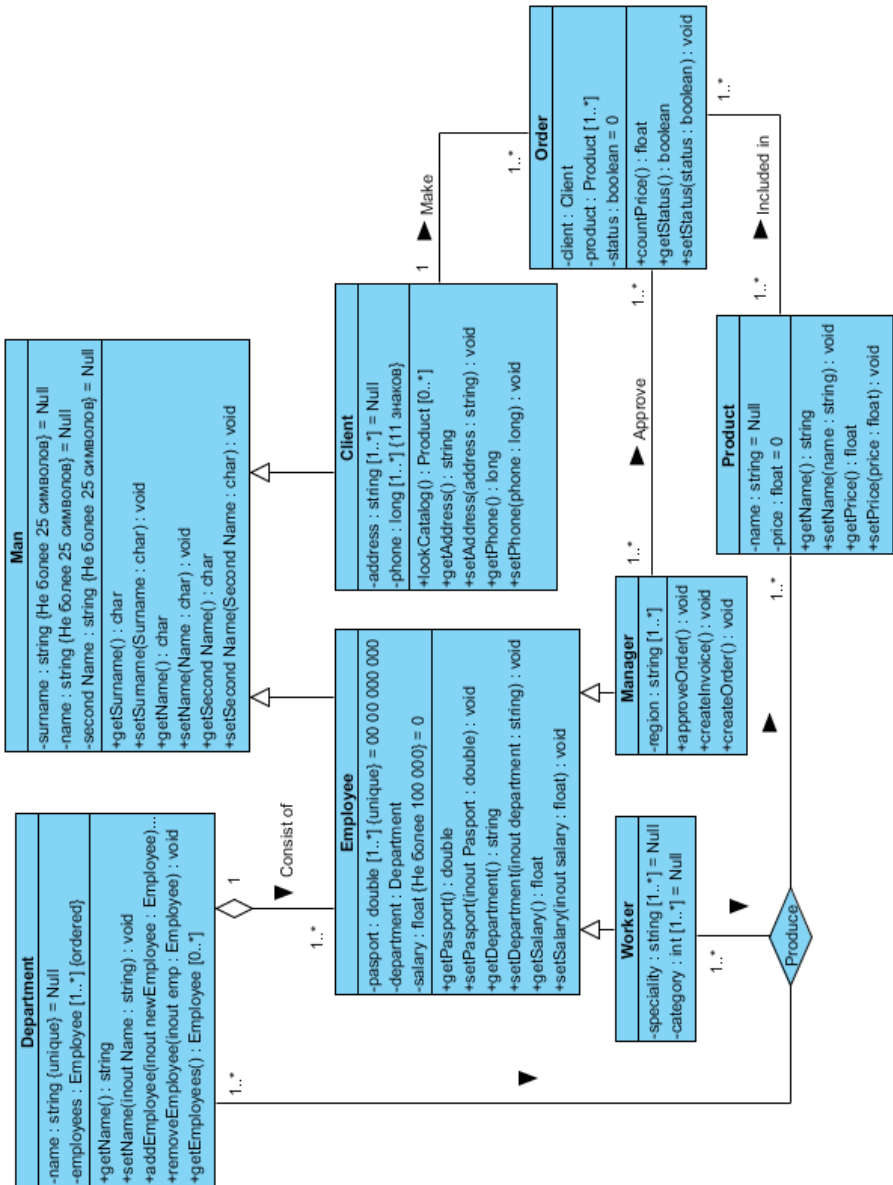 Department
-name : string {unique} = Null
-employees : Employee [1..*] {ordered}
+getName() : string
+setName(inout Name : string) : void
+addEmployee(inout newEmployee : Employee)...
+removeEmployee(inout emp : Employee) : void
+getEmployees() : Employee [0..*]
1..*
1
Consist of
1..*
Man
-surname : string {Не более 25 символов} = Null
-name : string {Не более 25 символов} = Null
-second Name : string {Не более 25 символов} = Null
+getSurname() : char
+setSurname(Surname : char) : void
+getName() : char
+setName(Name : char) : void
+getSecond Name() : char
+setSecond Name(Second Name : char) : void
Employee
-pasport : double [1..*] {unique} = 00 00 000 000
-department : Department
-salary : float {Не более 100 000} = 0
+getPasport() : double
+setPasport(inout Pasport : double) : void
+getDepartment() : string
+setDepartment(inout department : string) : void
+getSalary() : float
+setSalary(inout salary : float) : void
Client
-address : string [1..*] = Null
-phone : long [1..*] {11 знаков}
+lookCatalog() : Product [0..*]
+getAddress() : string
+setAddress(address : string) : void
+getPhone() : long
+setPhone(phone : long) : void
1
Make
1..*
Order
-client : Client
-product : Product [1..*]
-status : boolean = 0
+countPrice() : float
+getStatus() : boolean
+setStatus(status : boolean) : void
1..*
Approve
1..*
1..*
Included in
1..*
Worker
-speciality : string [1..*] = Null
-category : int [1..*] = Null
1..*
Manager
-region : string [1..*]
+approveOrder() : void
+createInvoice() : void
+createOrder() : void
Product
-name : string = Null
-price : float = 0
+getName() : string
+setName(name : string) : void
+getPrice() : float
+setPrice(price : float) : void
1..*
Produce